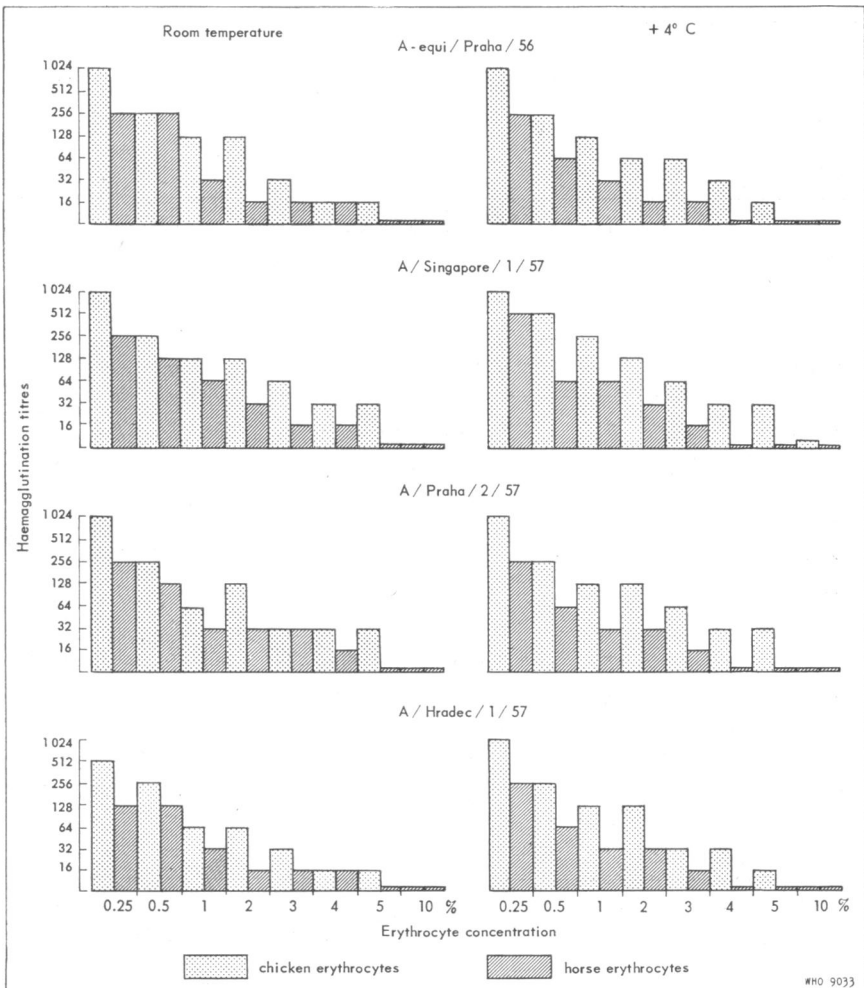 Room temperature
+ 4° C
A - equi / Praha / 56
1 024
512
256
128
64
32
16
A / Singapore / 1 / 57
1 024
512
256
128
64
32
16
Haemagglutination titres
A / Praha / 2 / 57
1 024
512
256
128
64
32
16
A / Hradec / 1 / 57
1 024
512
256
128
64
32
16
0.25 0.5 1 2 3 4 5 10 %
0.25 0.5 1 2 3 4 5 10 %
Erythrocyte concentration
chicken erythrocytes
horse erythrocytes
WHO 9033